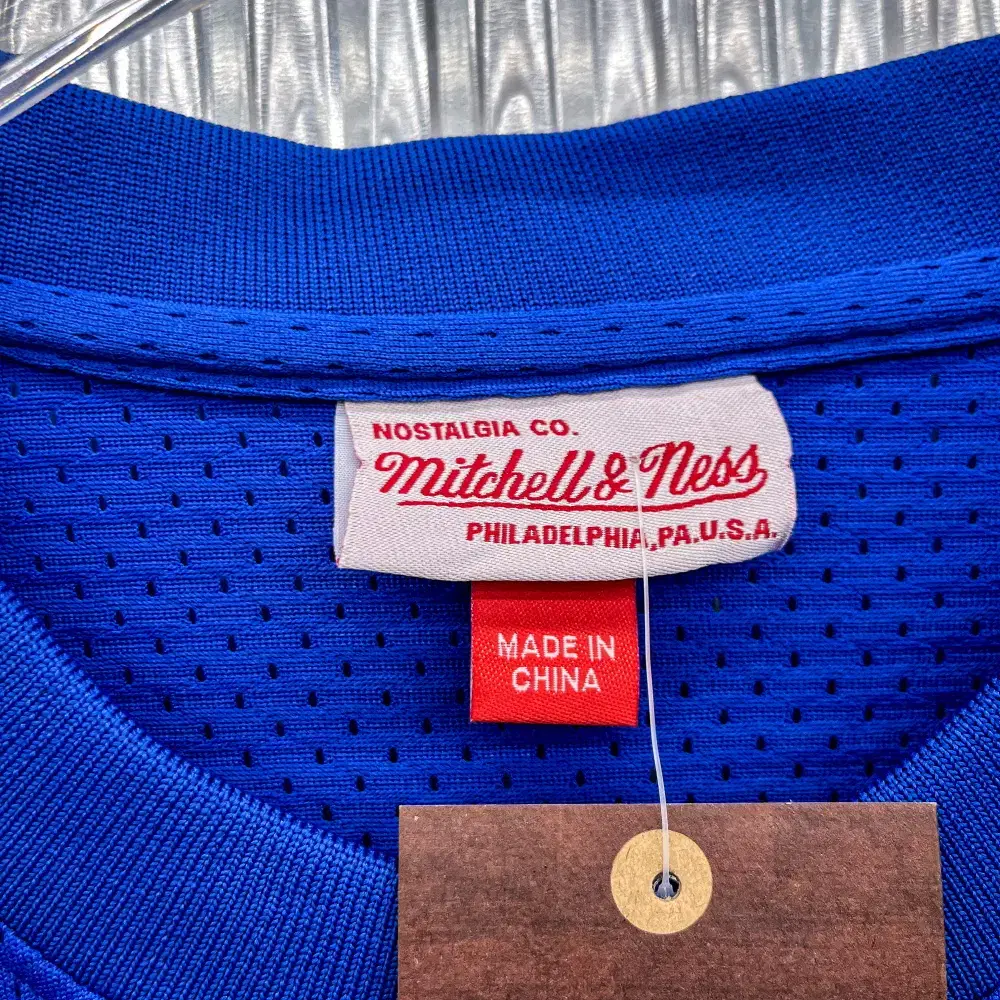 NOSTALGIA CO.
Mitchell & Ness
PHILADELPHIA, PA. U.S.A.
MADE IN
CHINA